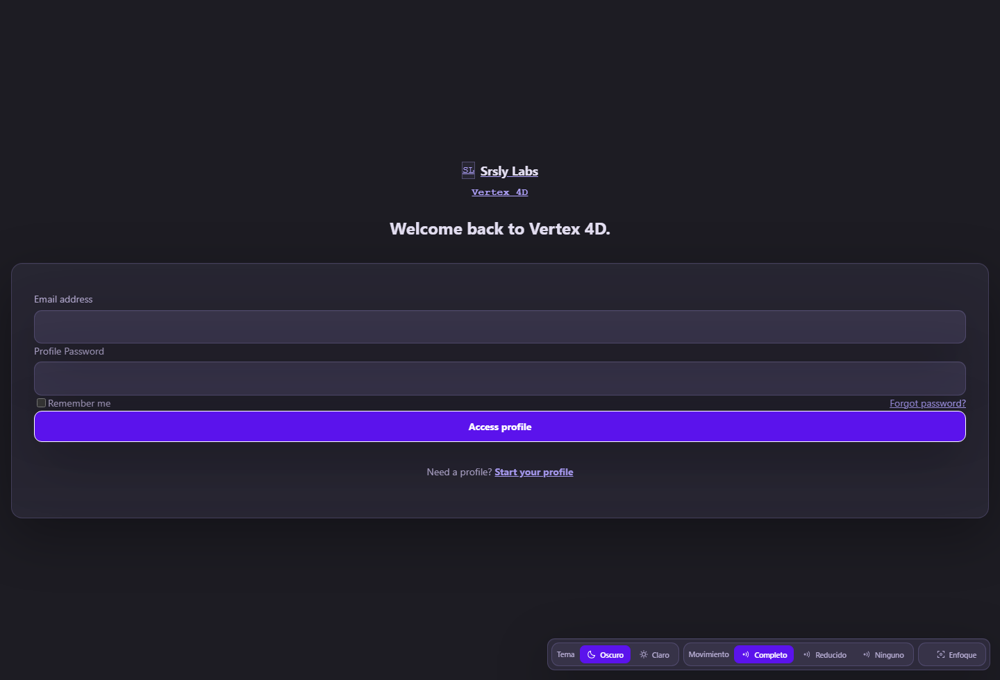 SL Srsly Labs
Vertex 4D
Welcome back to Vertex 4D.
Email address
Profile Password
Remember me Forgot password?
Access profile
Need a profile? Start your profile
Tema Oscuro Claro Movimiento Completo Reducido Ninguno Enfoque